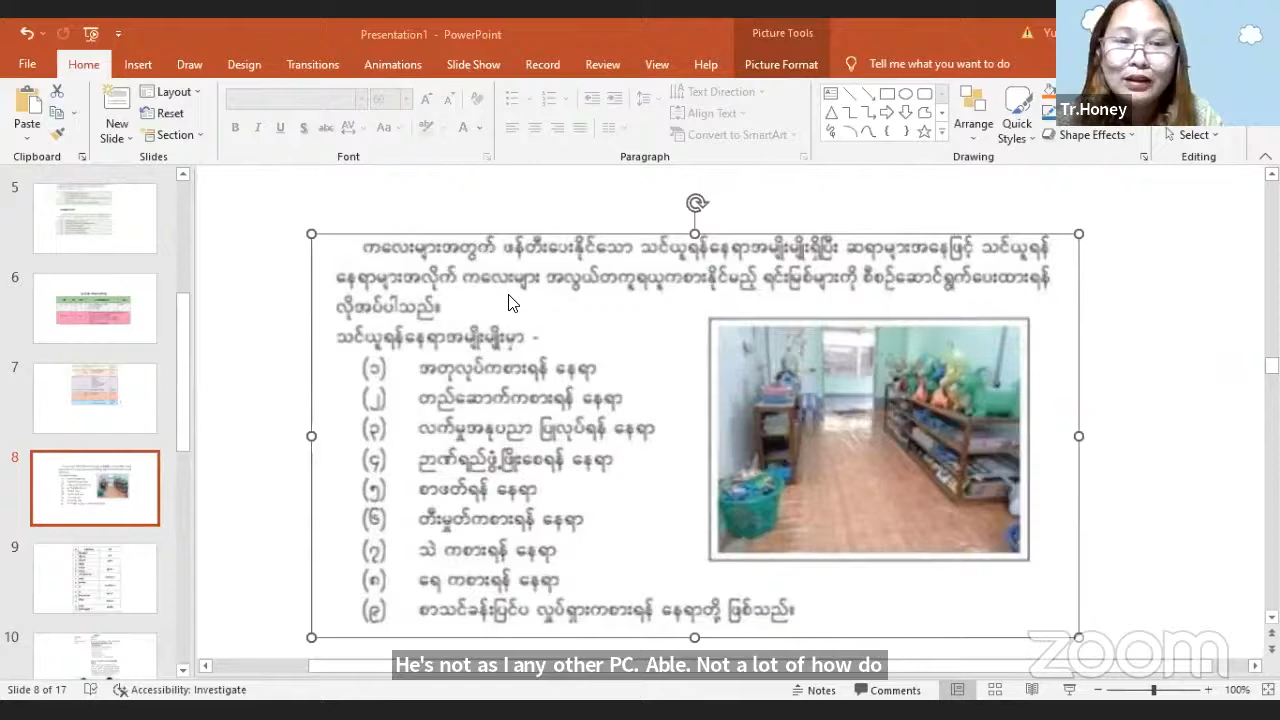 Presentation1 - PowerPoint
Picture Tools
Yu
File
Home
Insert
Draw
Design
Transitions
Animations
Slide Show
Record
Review
View
Help
Picture Format
Tell me what you want to do
Tr.Honey
Paste
New Slide
Layout
Reset
Section
60
Text Direction
Align Text
Convert to SmartArt
Arrange
Quick Styles
Shape Effects
Select
Clipboard
Slides
Font
Paragraph
Drawing
Editing
5
6
7
8
9
10
ကလေးများအတွက် ဖန်တီးပေးနိုင်သော သင်ယူရန်နေရာအမျိုးမျိုးရှိပြီး ဆရာများအနေဖြင့် သင်ယူရန်
နေရာများအလိုက် ကလေးများ အလွယ်တကူရယူကစားနိုင်မည့် ရင်းမြစ်များကို စီစဉ်ဆောင်ရွက်ပေးထားရန်
လိုအပ်ပါသည်။
သင်ယူရန်နေရာအမျိုးမျိုးမှာ -
(၁) အတုလုပ်ကစားရန် နေရာ
(၂) တည်ဆောက်ကစားရန် နေရာ
(၃) လက်မှုအနုပညာ ပြုလုပ်ရန် နေရာ
(၄) ဉာဏ်ရည်ဖွံ့ဖြိုးစေရန် နေရာ
(၅) စာဖတ်ရန် နေရာ
(၆) တီးမှုတ်ကစားရန် နေရာ
(၇) သဲ ကစားရန် နေရာ
(၈) ရေ ကစားရန် နေရာ
(၉) စာသင်ခန်းပြင်ပ လှုပ်ရှားကစားရန် နေရာတို့ ဖြစ်သည်။
zoom
He's not as I any other PC. Able. Not a lot of how do
Slide 8 of 17
Accessibility: Investigate
Notes
Comments
100%